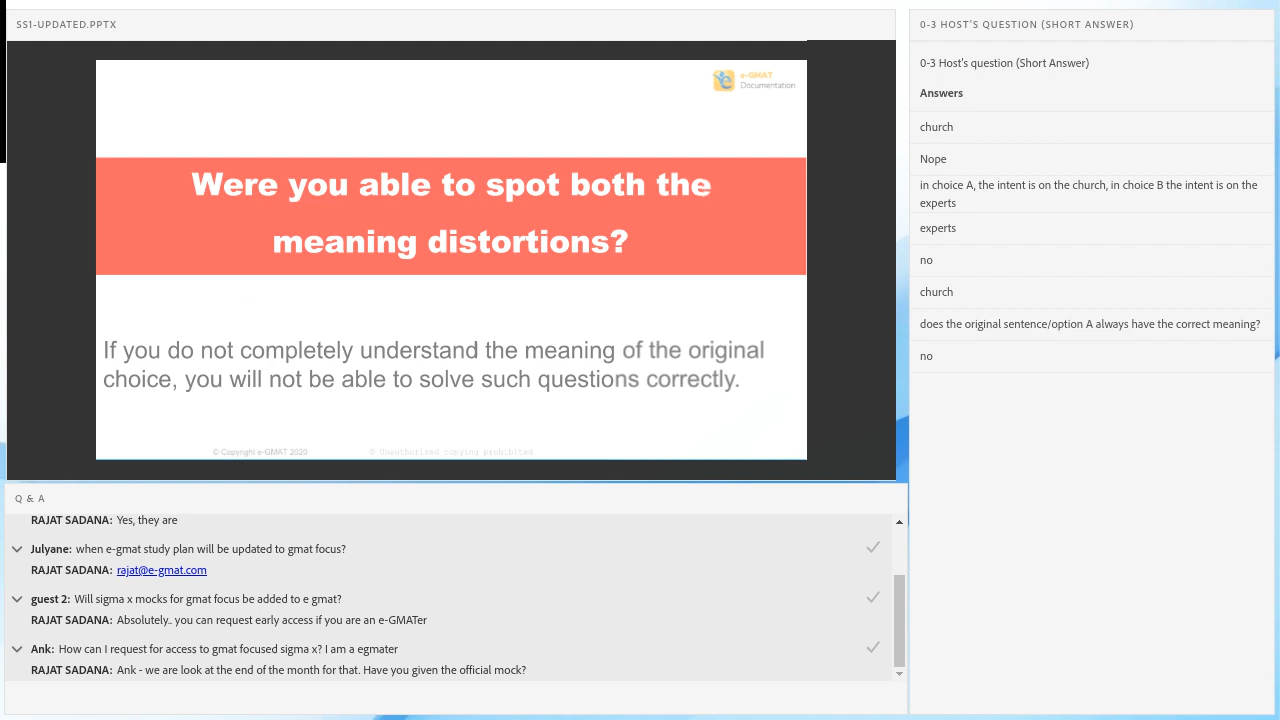 SS1-UPDATED.PPTX
e-GMAT
Documentation
Were you able to spot both the
meaning distortions?
If you do not completely understand the meaning of the original
choice, you will not be able to solve such questions correctly.
© Copyright e-GMAT 2020
© Unauthorized copying prohibited
Q & A
RAJAT SADANA: Yes, they are
Julyane: when e-gmat study plan will be updated to gmat focus?
RAJAT SADANA: rajat@e-gmat.com
guest 2: Will sigma x mocks for gmat focus be added to e gmat?
RAJAT SADANA: Absolutely.. you can request early access if you are an e-GMATer
Ank: How can I request for access to gmat focused sigma x? I am a egmater
RAJAT SADANA: Ank - we are look at the end of the month for that. Have you given the official mock?
0-3 HOST'S QUESTION (SHORT ANSWER)
0-3 Host's question (Short Answer)
Answers
church
Nope
in choice A, the intent is on the church, in choice B the intent is on the
experts
experts
no
church
does the original sentence/option A always have the correct meaning?
no